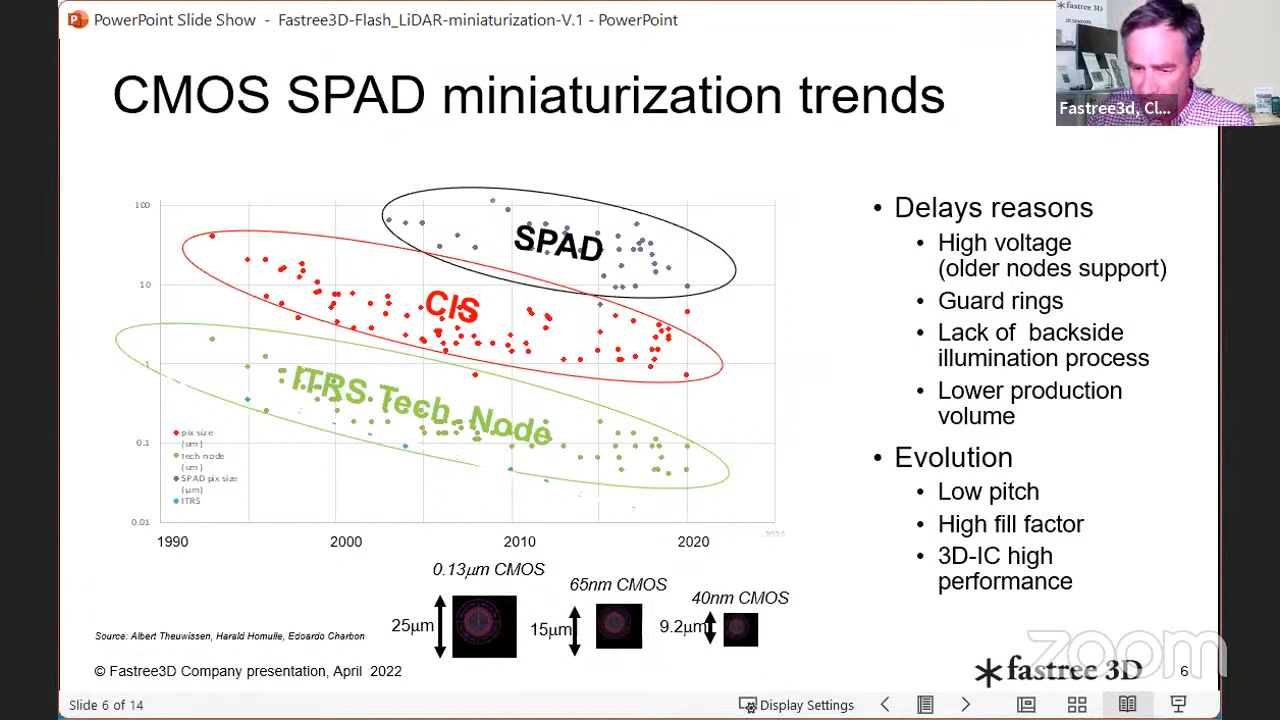 PowerPoint Slide Show - Fastree3D-Flash_LiDAR-miniaturization-V.1 - PowerPoint
fastree 3D
Fastree3d, Cl...
CMOS SPAD miniaturization trends
100
10
1
0.1
0.01
SPAD
CIS
ITRS Tech. Node
pix size
(um)
tech node
(um)
SPAD pix size
(µm)
ITRS
1990
2000
2010
2020
2025
• Delays reasons
• High voltage
(older nodes support)
• Guard rings
• Lack of backside
illumination process
• Lower production
volume
• Evolution
• Low pitch
• High fill factor
• 3D-IC high
performance
0.13µm CMOS
65nm CMOS
40nm CMOS
25µm
15µm
9.2µm
Source: Albert Theuwissen, Harald Homulle, Edoardo Charbon
© Fastree3D Company presentation, April 2022
fastree 3D
6
zoom
Slide 6 of 14
Display Settings